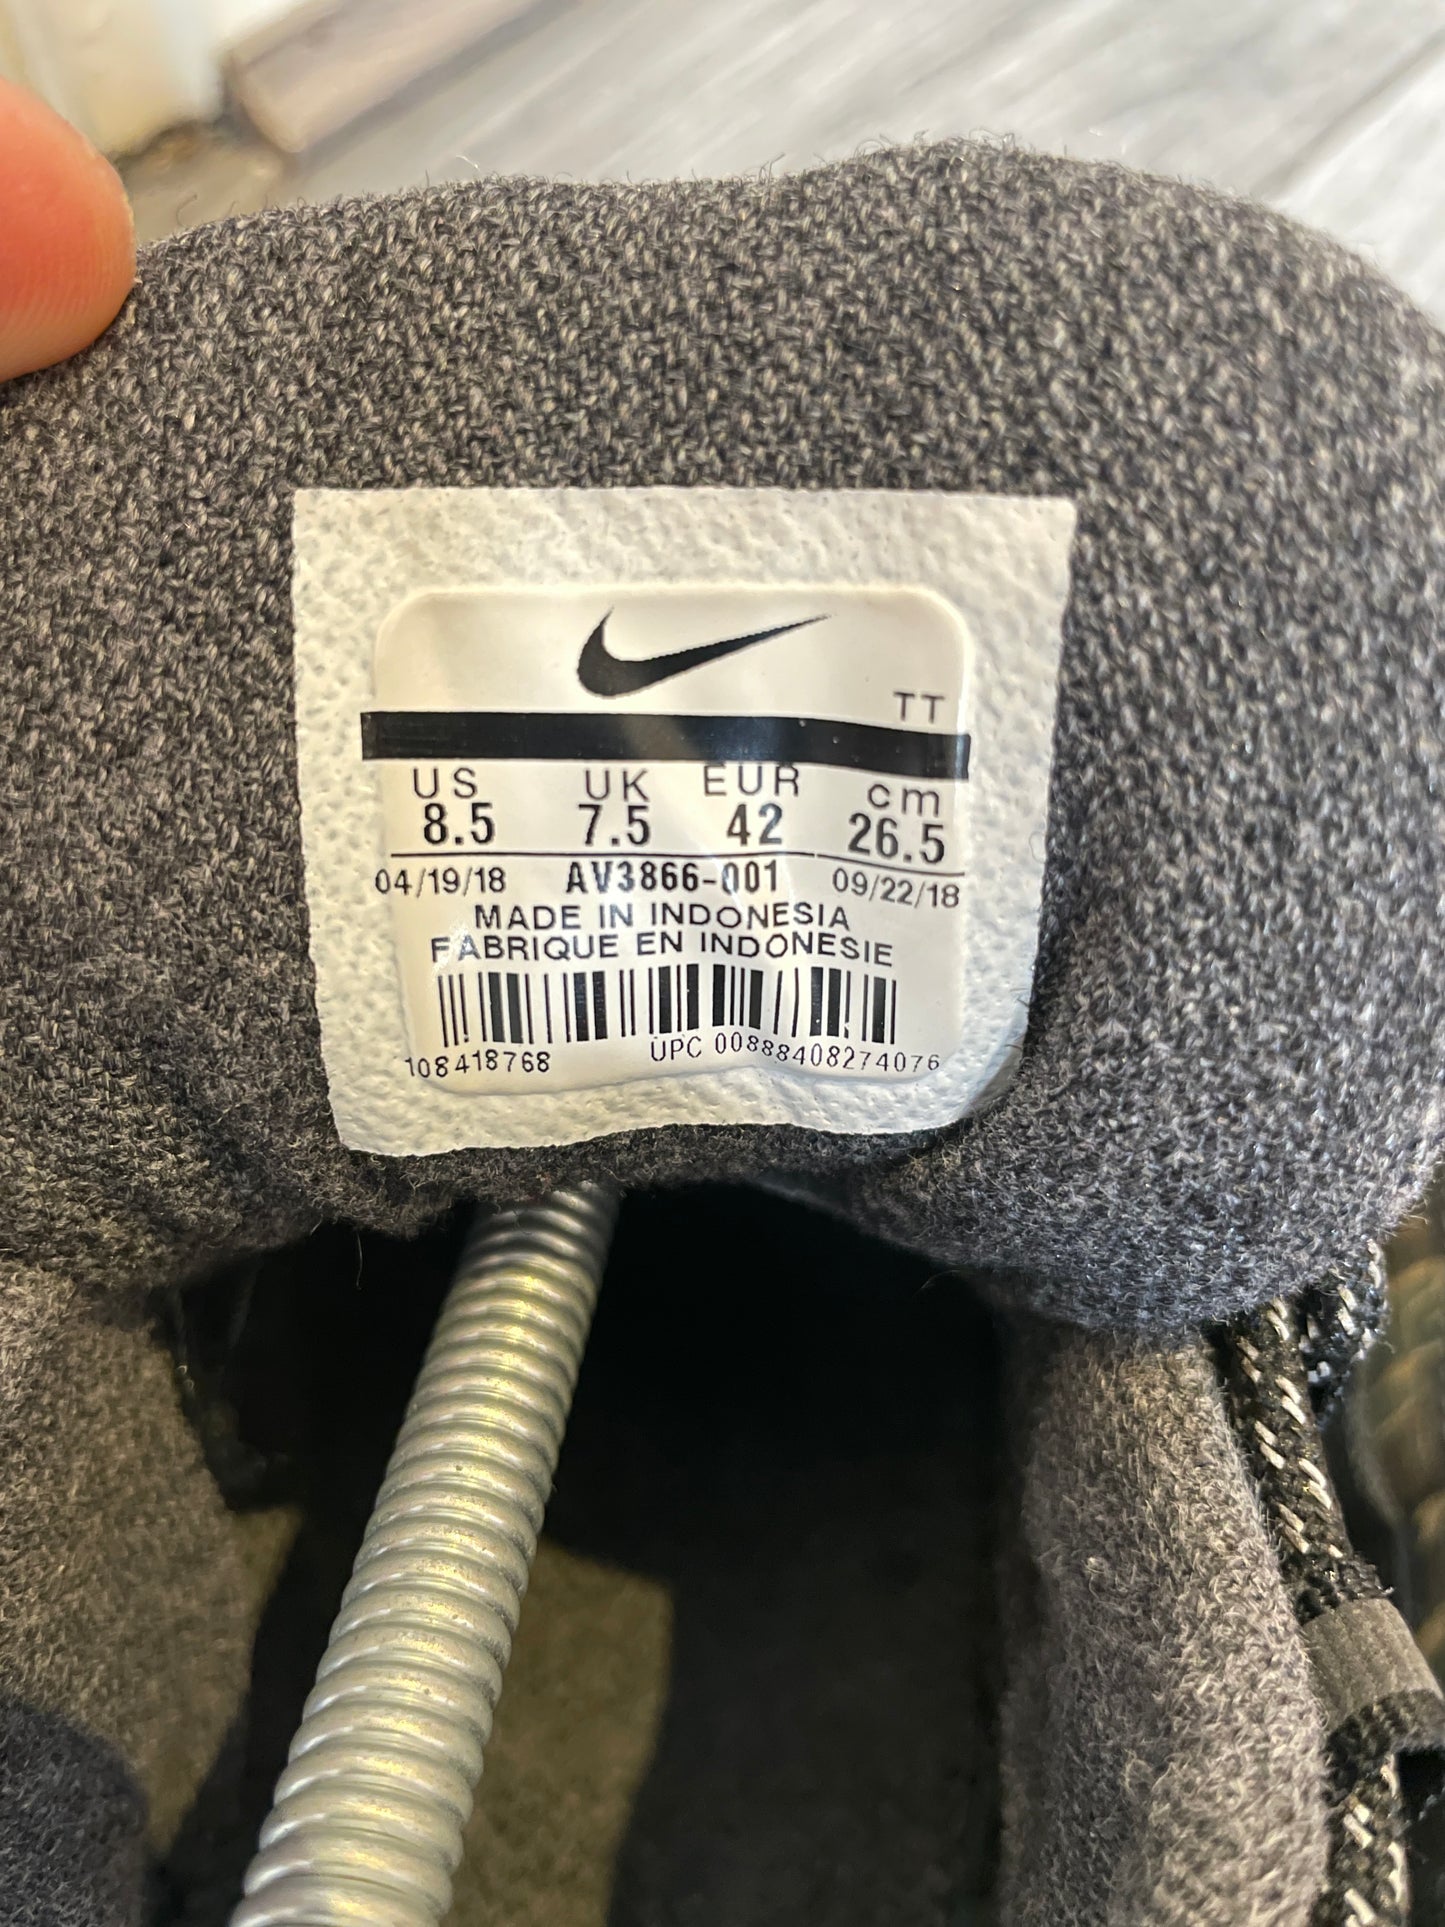 TT
US UK EUR cm
8.5 7.5 42 26.5
04/19/18 AV3866-001 09/22/18
MADE IN INDONESIA
FABRIQUE EN INDONESIE
108418768 UPC 00888408274076